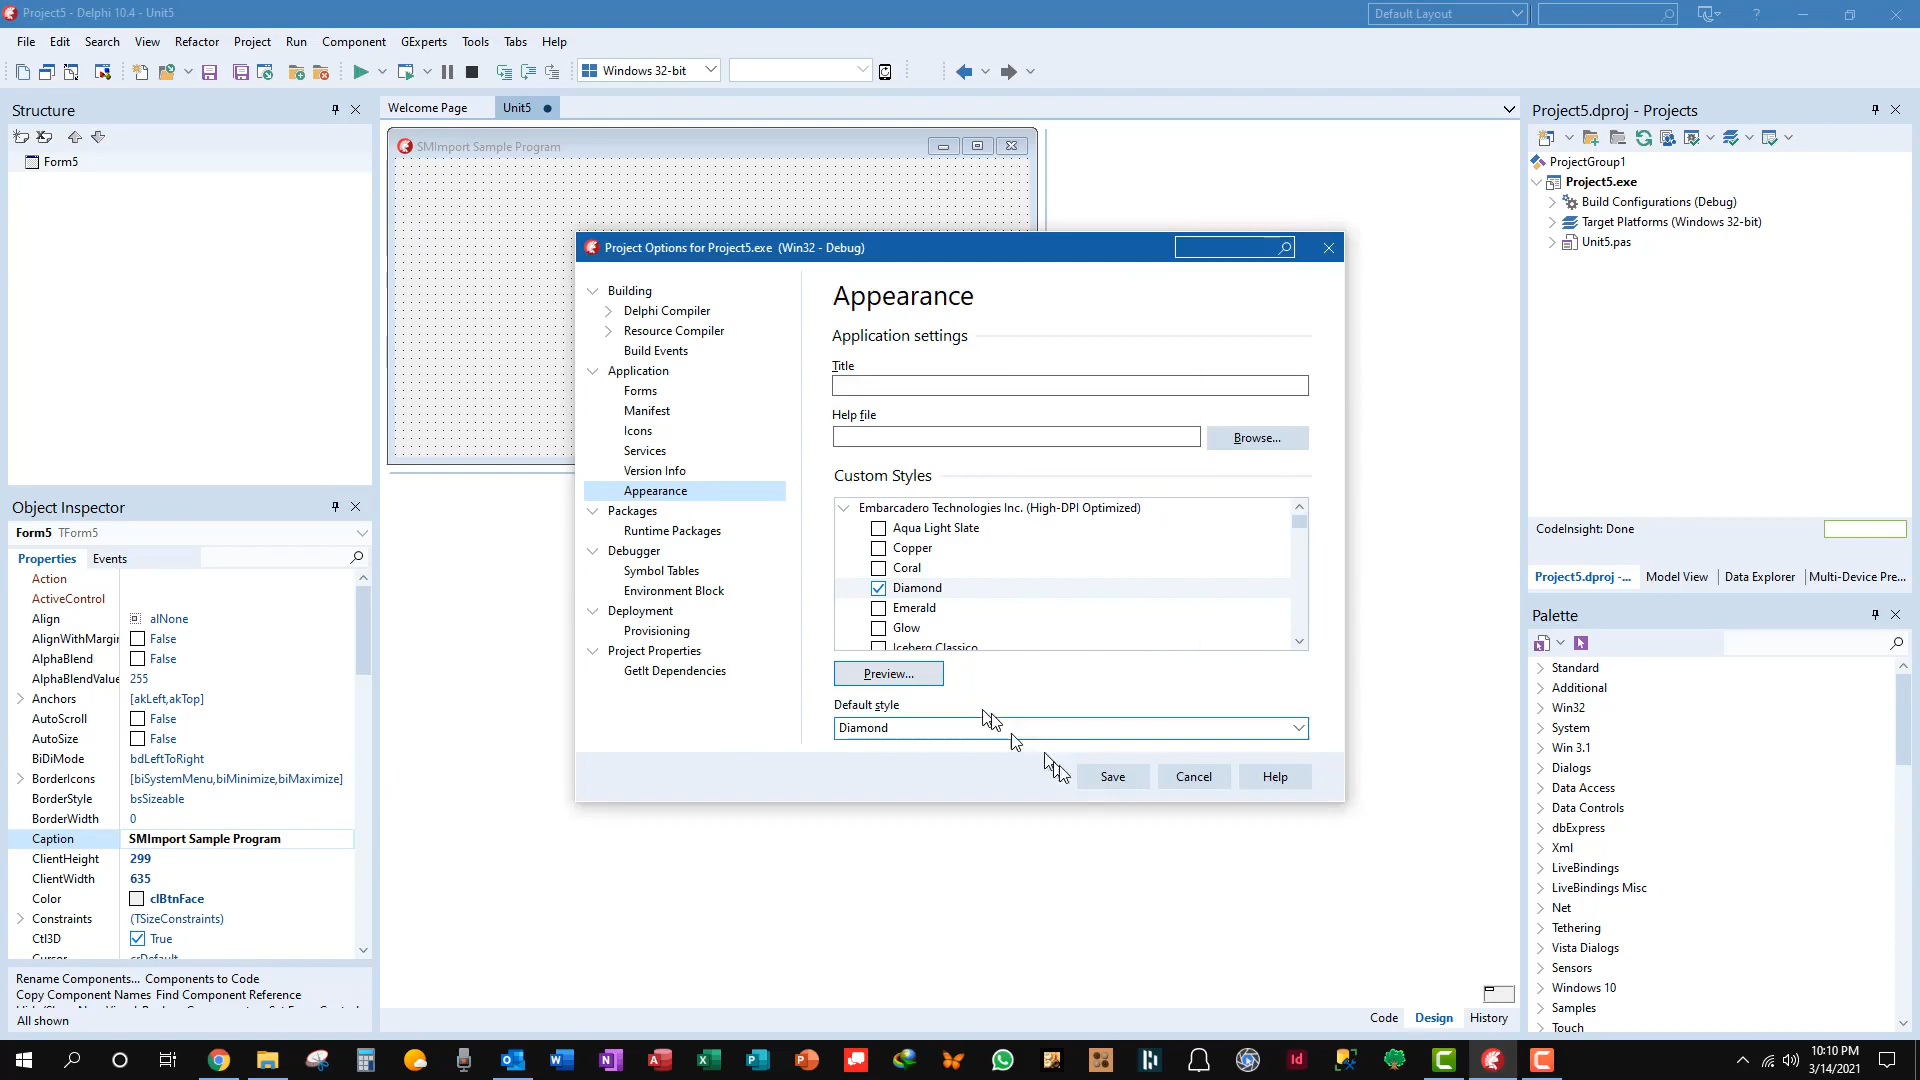 Project5 - Delphi 10.4 - Unit5
Default Layout
?
File Edit Search View Refactor Project Run Component GExperts Tools Tabs Help
Windows 32-bit
Structure
Form5
Welcome Page
Unit5
SMImport Sample Program
Project5.dproj - Projects
ProjectGroup1
Project5.exe
Build Configurations (Debug)
Target Platforms (Windows 32-bit)
Unit5.pas
Project Options for Project5.exe (Win32 - Debug)
Building
Delphi Compiler
Resource Compiler
Build Events
Application
Forms
Manifest
Icons
Services
Version Info
Appearance
Packages
Runtime Packages
Debugger
Symbol Tables
Environment Block
Deployment
Provisioning
Project Properties
GetIt Dependencies
Appearance
Application settings
Title
Help file
Browse...
Custom Styles
Embarcadero Technologies Inc. (High-DPI Optimized)
Aqua Light Slate
Copper
Coral
Diamond
Emerald
Glow
Iceberg Classico
Preview...
Default style
Diamond
Save
Cancel
Help
Object Inspector
Form5 TForm5
Properties Events
Action
ActiveControl
Align alNone
AlignWithMargin False
AlphaBlend False
AlphaBlendValue 255
Anchors [akLeft,akTop]
AutoScroll False
AutoSize False
BiDiMode bdLeftToRight
BorderIcons [biSystemMenu,biMinimize,biMaximize]
BorderStyle bsSizeable
BorderWidth 0
Caption SMImport Sample Program
ClientHeight 299
ClientWidth 635
Color clBtnFace
Constraints (TSizeConstraints)
Ctl3D True
Cursor crDefault
Rename Components... Components to Code
Copy Component Names Find Component Reference
All shown
CodeInsight: Done
Project5.dproj -... Model View Data Explorer Multi-Device Pre...
Palette
Standard
Additional
Win32
System
Win 3.1
Dialogs
Data Access
Data Controls
dbExpress
Xml
LiveBindings
LiveBindings Misc
Net
Tethering
Vista Dialogs
Sensors
Windows 10
Samples
Touch
Code Design History
10:10 PM
3/14/2021